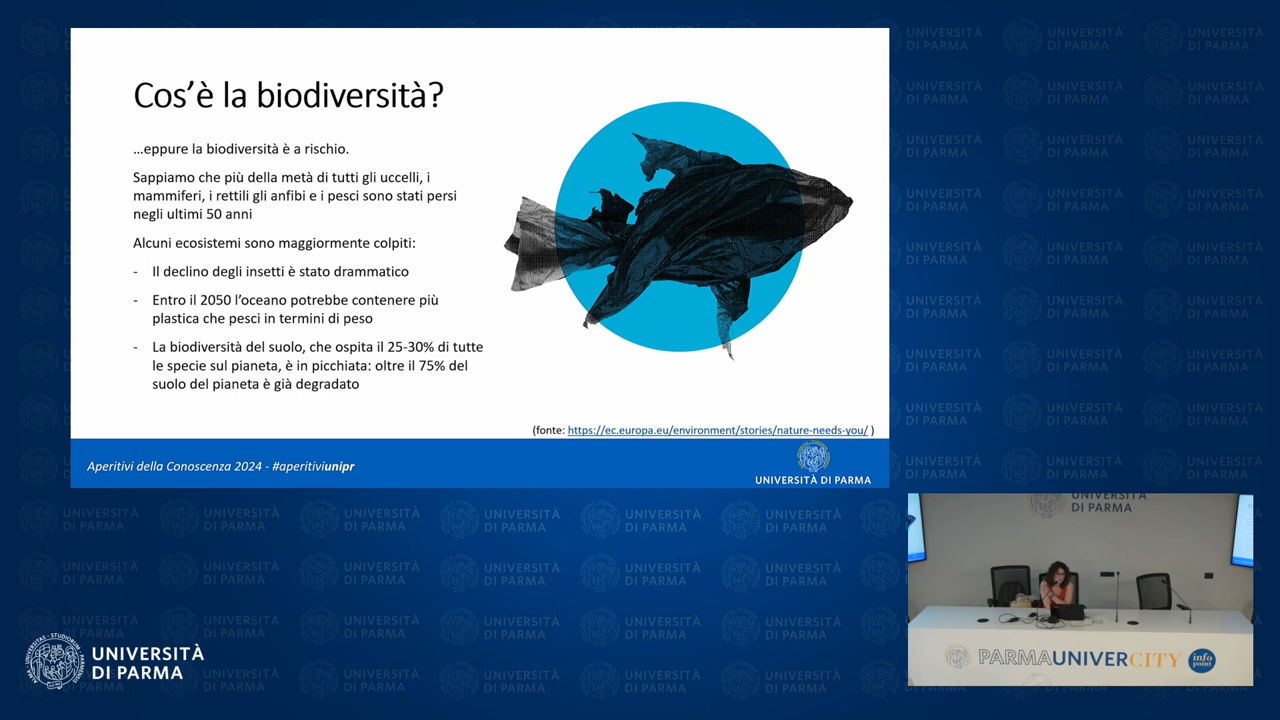 Cos'è la biodiversità?
…eppure la biodiversità è a rischio.
Sappiamo che più della metà di tutti gli uccelli, i
mammiferi, i rettili gli anfibi e i pesci sono stati persi
negli ultimi 50 anni
Alcuni ecosistemi sono maggiormente colpiti:
- Il declino degli insetti è stato drammatico
- Entro il 2050 l'oceano potrebbe contenere più
plastica che pesci in termini di peso
- La biodiversità del suolo, che ospita il 25-30% di tutte
le specie sul pianeta, è in picchiata: oltre il 75% del
suolo del pianeta è già degradato
(fonte: https://ec.europa.eu/environment/stories/nature-needs-you/ )
Aperitivi della Conoscenza 2024 - #aperitiviunipr
UNIVERSITÀ DI PARMA
UNIVERSITÀ
DI PARMA
PARMAUNIVERCITY
info
point
UNIVERSITÀ
DI PARMA